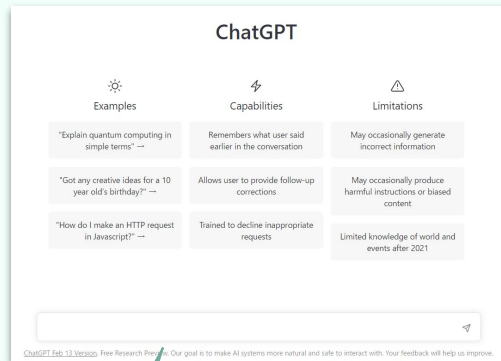 ChatGPT
Examples
"Explain quantum computing in
simple terms" →
"Got any creative ideas for a 10
year old's birthday?" →
"How do I make an HTTP request
in Javascript?" →
Capabilities
Remembers what user said
earlier in the conversation
Allows user to provide follow-up
corrections
Trained to decline inappropriate
requests
Limitations
May occasionally generate
incorrect information
May occasionally produce
harmful instructions or biased
content
Limited knowledge of world and
events after 2021
ChatGPT Feb 13 Version. Free Research Preview. Our goal is to make AI systems more natural and safe to interact with. Your feedback will help us improve.